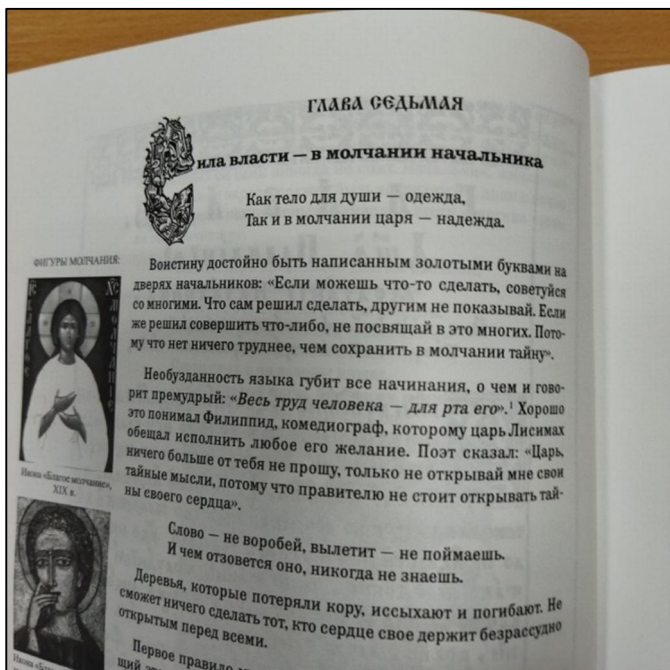 ГЛАВА СЕДЬМАЯ
Сила власти — в молчании начальника
Как тело для души — одежда,
Так и в молчании царя — надежда.
ФИГУРЫ МОЛЧАНИЯ:
Воистину достойно быть написанным золотыми буквами на
дверях начальников: «Если можешь что-то сделать, советуйся
со многими. Что сам решил сделать, другим не показывай. Если
же решил совершить что-либо, не посвящай в это многих. Пото-
му что нет ничего труднее, чем сохранить в молчании тайну».
Необузданность языка губит все начинания, о чем и гово-
рит премудрый: «Весь труд человека — для рта его».¹ Хорошо
это понимал Филиппид, комедиограф, которому царь Лисимах
обещал исполнить любое его желание. Поэт сказал: «Царь,
ничего больше от тебя не прошу, только не открывай мне свои
тайные мысли, потому что правителю не стоит открывать тай-
ны своего сердца».
Икона «Благое молчание»,
XIX в.
Слово — не воробей, вылетит — не поймаешь.
И чем отзовется оно, никогда не знаешь.
Деревья, которые потеряли кору, иссыхают и погибают. Не
сможет ничего сделать тот, кто сердце свое держит безрассудно
открытым перед всеми.
Первое правило
Икона